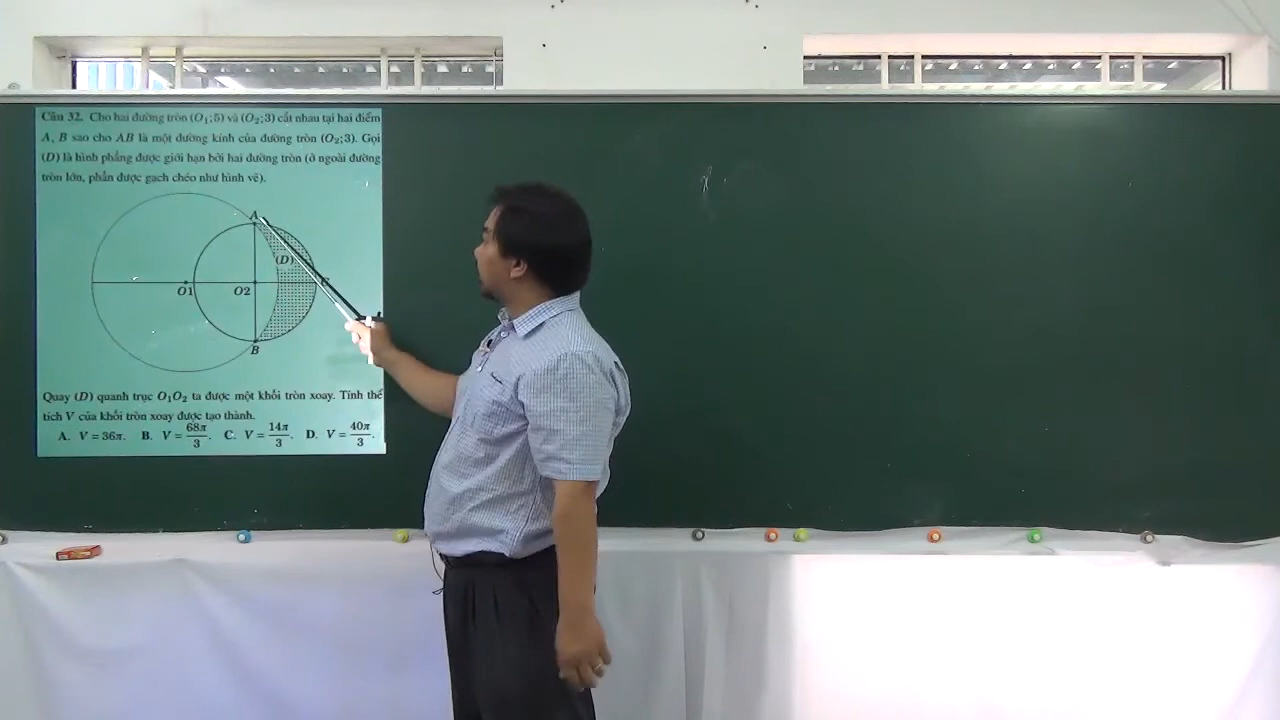 Câu 32. Cho hai đường tròn (O₁;5) và (O₂;3) cắt nhau tại hai điểm
A, B sao cho AB là một đường kính của đường tròn (O₂;3). Gọi
(D) là hình phẳng được giới hạn bởi hai đường tròn (ở ngoài đường
tròn lớn, phần được gạch chéo như hình vẽ).
A
(D)
C
O1
O2
B
Quay (D) quanh trục O₁O₂ ta được một khối tròn xoay. Tính thể
tích V của khối tròn xoay được tạo thành.
A. V = 36π. B. V = 68π/3. C. V = 14π/3. D. V = 40π/3.